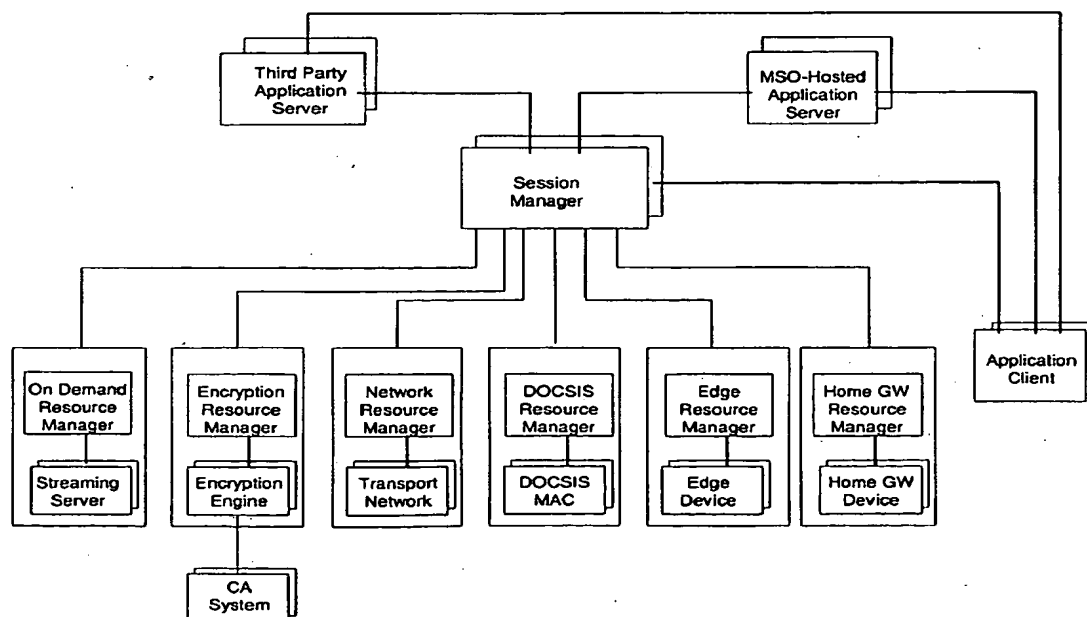 Third Party
Application
Server
MSO-Hosted
Application
Server
Session
Manager
Application
Client
On Demand
Resource
Manager
Streaming
Server
Encryption
Resource
Manager
Encryption
Engine
CA
System
Network
Resource
Manager
Transport
Network
DOCSIS
Resource
Manager
DOCSIS
MAC
Edge
Resource
Manager
Edge
Device
Home GW
Resource
Manager
Home GW
Device